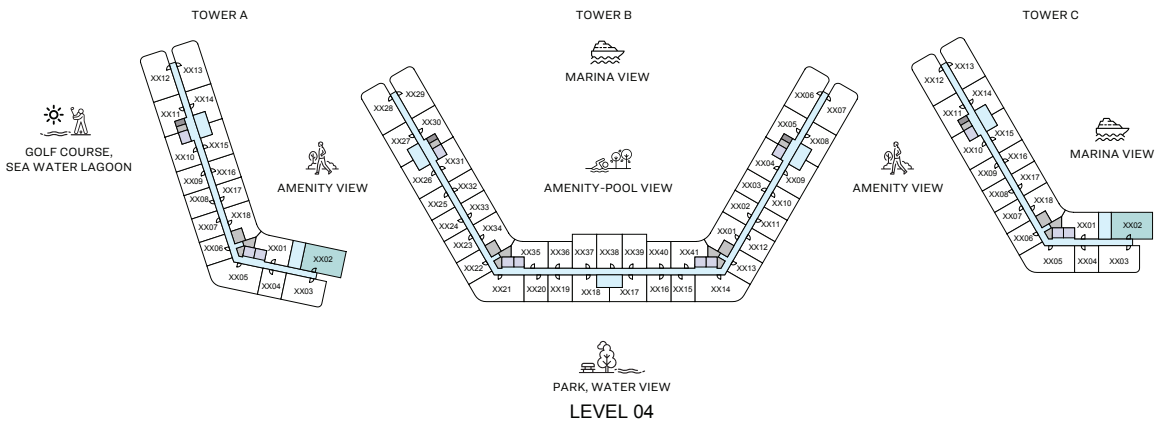 TOWER A
TOWER B
TOWER C
MARINA VIEW
GOLF COURSE,
SEA WATER LAGOON
AMENITY VIEW
AMENITY-POOL VIEW
AMENITY VIEW
MARINA VIEW
XX12
XX13
XX11
XX14
XX10
XX15
XX09
XX16
XX08
XX17
XX07
XX18
XX06
XX01
XX02
XX05
XX04
XX03
XX28
XX29
XX27
XX30
XX26
XX31
XX25
XX32
XX24
XX33
XX23
XX34
XX22
XX35
XX36
XX37
XX38
XX39
XX40
XX41
XX21
XX20
XX19
XX18
XX17
XX16
XX15
XX14
XX06
XX07
XX05
XX08
XX04
XX09
XX03
XX10
XX02
XX11
XX01
XX12
XX13
XX12
XX13
XX11
XX14
XX10
XX15
XX09
XX16
XX08
XX17
XX07
XX18
XX06
XX01
XX02
XX05
XX04
XX03
PARK, WATER VIEW
LEVEL 04